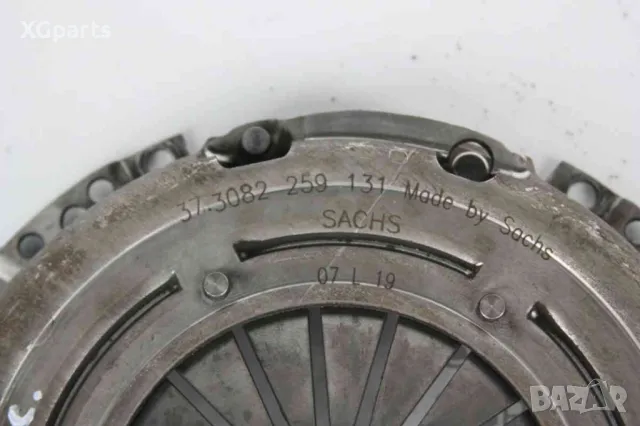 XGparts
37.3082 259 131 Made by Sachs
SACHS
07 L 19
BAZAR